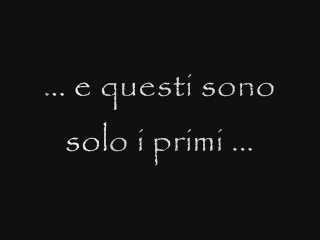 ... e questi sono
solo i primi ...